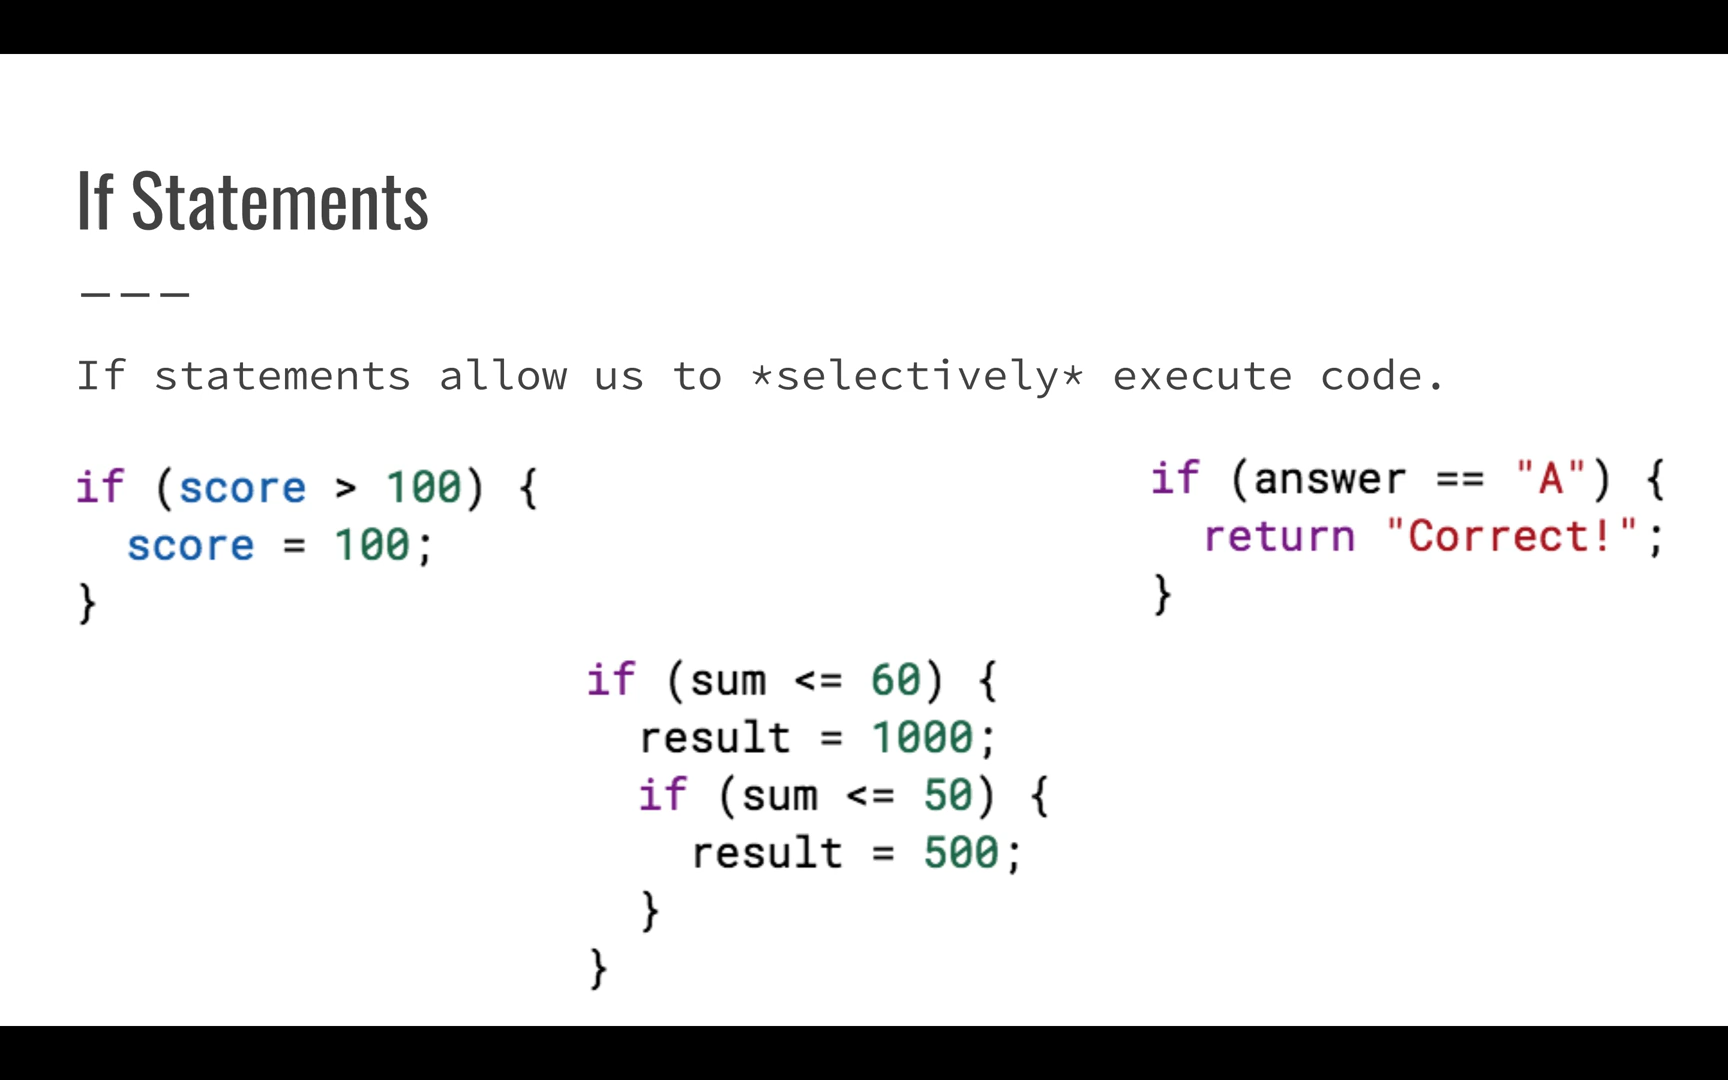 If Statements
———
If statements allow us to *selectively* execute code.
if (score > 100) {
  score = 100;
}
if (answer == "A") {
  return "Correct!";
}
if (sum <= 60) {
  result = 1000;
  if (sum <= 50) {
    result = 500;
  }
}